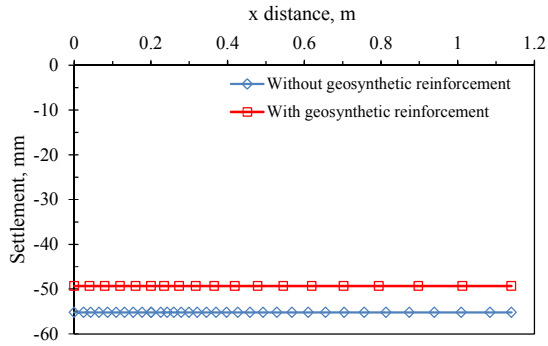 x distance, m
0 0.2 0.4 0.6 0.8 1 1.2
0
-10
-20
-30
-40
-50
-60
Settlement, mm
Without geosynthetic reinforcement
With geosynthetic reinforcement